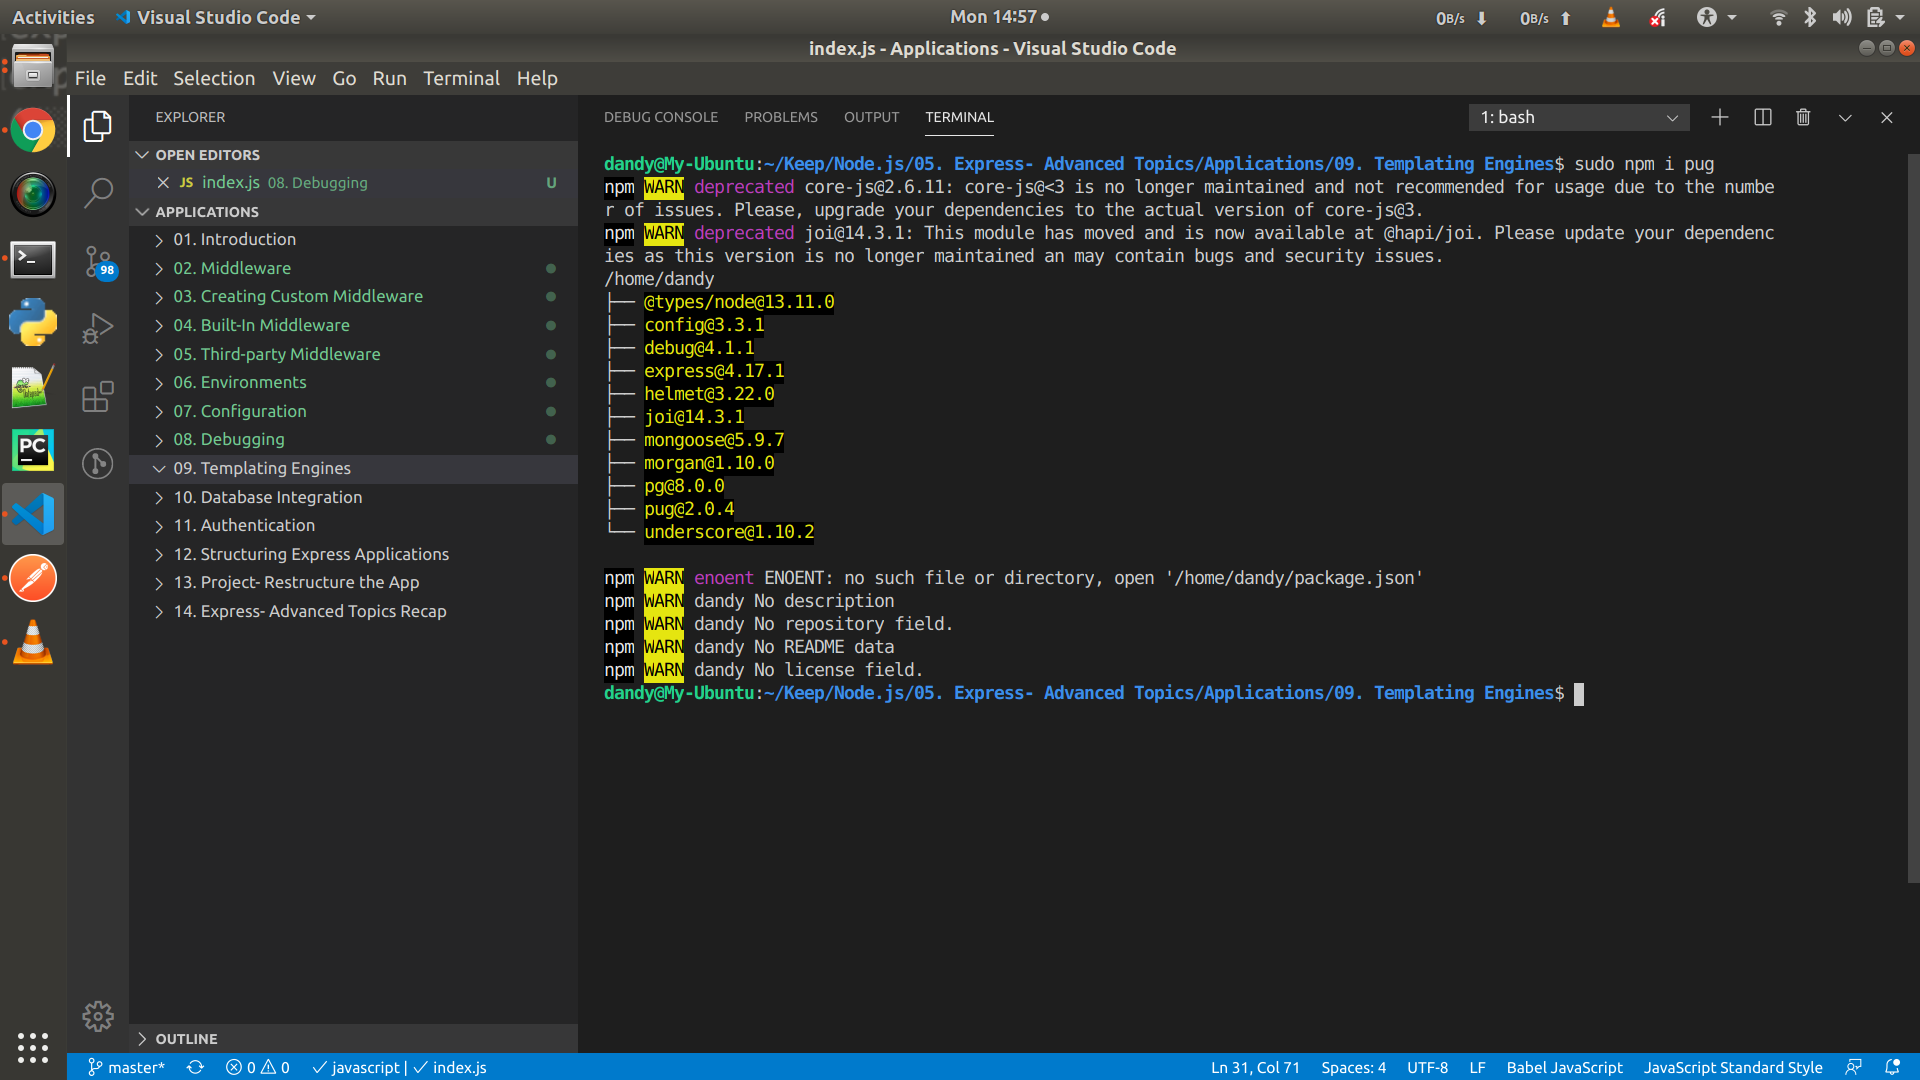 Activities Visual Studio Code Mon 14:57 0B/s 0B/s
index.js - Applications - Visual Studio Code
File Edit Selection View Go Run Terminal Help
EXPLORER
OPEN EDITORS
JS index.js 08. Debugging U
APPLICATIONS
01. Introduction
02. Middleware
03. Creating Custom Middleware
04. Built-In Middleware
05. Third-party Middleware
06. Environments
07. Configuration
08. Debugging
09. Templating Engines
10. Database Integration
11. Authentication
12. Structuring Express Applications
13. Project- Restructure the App
14. Express- Advanced Topics Recap
OUTLINE
98
PC
DEBUG CONSOLE PROBLEMS OUTPUT TERMINAL 1: bash
dandy@My-Ubuntu:~/Keep/Node.js/05. Express- Advanced Topics/Applications/09. Templating Engines$ sudo npm i pug
npm WARN deprecated core-js@2.6.11: core-js@<3 is no longer maintained and not recommended for usage due to the numbe
r of issues. Please, upgrade your dependencies to the actual version of core-js@3.
npm WARN deprecated joi@14.3.1: This module has moved and is now available at @hapi/joi. Please update your dependenc
ies as this version is no longer maintained an may contain bugs and security issues.
/home/dandy
├── @types/node@13.11.0
├── config@3.3.1
├── debug@4.1.1
├── express@4.17.1
├── helmet@3.22.0
├── joi@14.3.1
├── mongoose@5.9.7
├── morgan@1.10.0
├── pg@8.0.0
├── pug@2.0.4
└── underscore@1.10.2
npm WARN enoent ENOENT: no such file or directory, open '/home/dandy/package.json'
npm WARN dandy No description
npm WARN dandy No repository field.
npm WARN dandy No README data
npm WARN dandy No license field.
dandy@My-Ubuntu:~/Keep/Node.js/05. Express- Advanced Topics/Applications/09. Templating Engines$
master* 0 0 javascript | index.js Ln 31, Col 71 Spaces: 4 UTF-8 LF Babel JavaScript JavaScript Standard Style